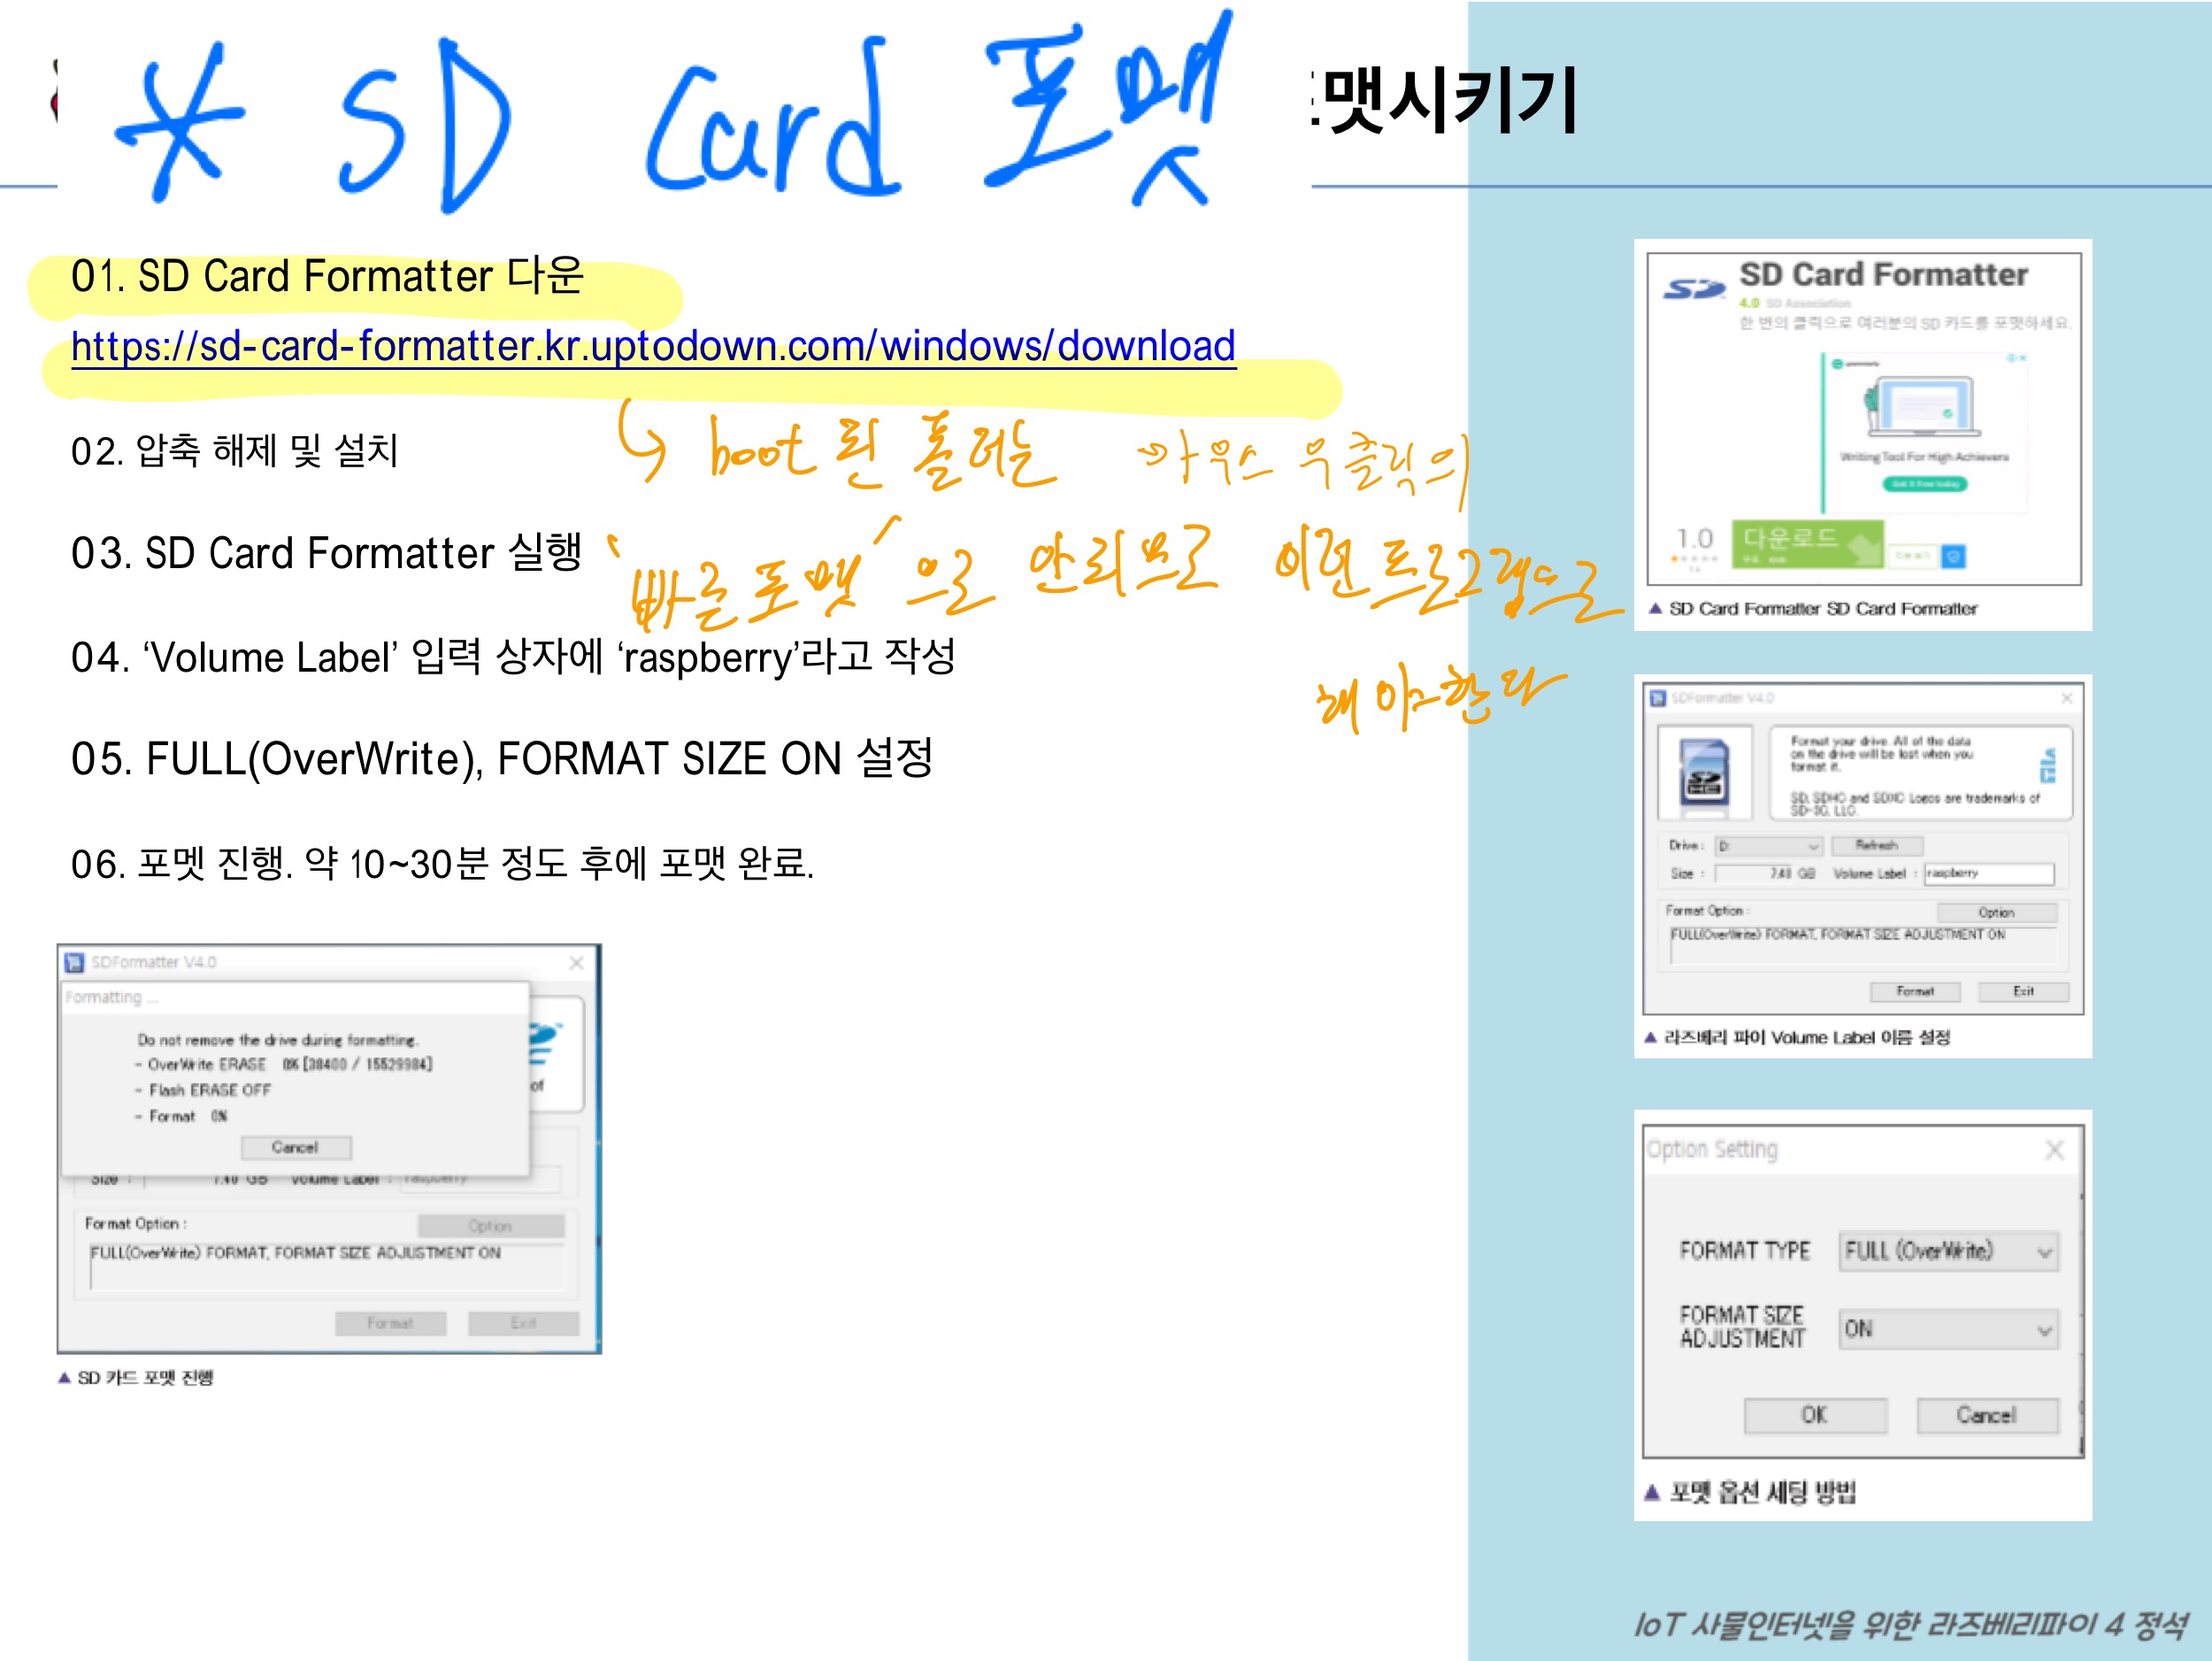 * SD Card 포맷
맷시키기
01. SD Card Formatter 다운
https://sd-card-formatter.kr.uptodown.com/windows/download
↳ boot 된 폴더는 마우스 우클릭의
'빠른포맷'으로 안되므로 이런 프로그램으로
해야한다
02. 압축 해제 및 설치
03. SD Card Formatter 실행
04. ‘Volume Label’ 입력 상자에 ‘raspberry’라고 작성
05. FULL(OverWrite), FORMAT SIZE ON 설정
06. 포멧 진행. 약 10~30분 정도 후에 포맷 완료.
SDFormatter V4.0
Formatting ...
Do not remove the drive during formatting.
- OverWrite ERASE 0% [38400 / 15529984]
- Flash ERASE OFF
- Format 0%
Cancel
of
Size : 7.40 GB Volume Label : raspberry
Format Option :
Option
FULL(OverWrite) FORMAT, FORMAT SIZE ADJUSTMENT ON
Format Exit
▲ SD 카드 포맷 진행
SD Card Formatter
4.0 SD Association
한 번의 클릭으로 여러분의 SD 카드를 포맷하세요.
Writing Tool For High Achievers
Get it free today
1.0 다운로드
▲ SD Card Formatter SD Card Formatter
SDFormatter V4.0
Format your drive. All of the data
on the drive will be lost when you
format it.
SD, SDHC and SDXC Logos are trademarks of
SD-3C, LLC.
Drive : D: Refresh
Size : 7.40 GB Volume Label : raspberry
Format Option :
Option
FULL(OverWrite) FORMAT, FORMAT SIZE ADJUSTMENT ON
Format Exit
▲ 라즈베리 파이 Volume Label 이름 설정
Option Setting
FORMAT TYPE FULL (OverWrite)
FORMAT SIZE
ADJUSTMENT ON
OK Cancel
▲ 포맷 옵션 세팅 방법
IoT 사물인터넷을 위한 라즈베리파이 4 정석